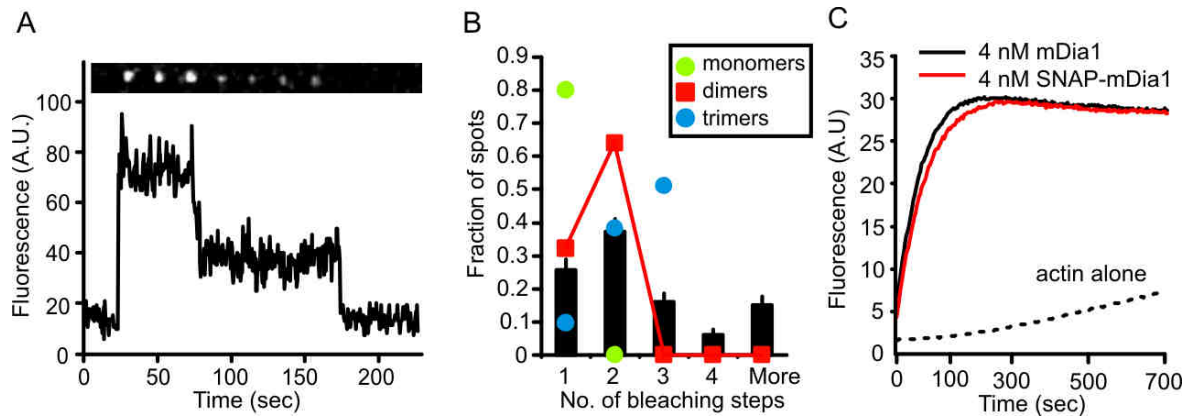 A
Fluorescence (A.U.)
100
80
60
40
20
0
0 50 100 150 200
Time (sec)
B
Fraction of spots
0.9
0.8
0.7
0.6
0.5
0.4
0.3
0.2
0.1
0
monomers
dimers
trimers
1 2 3 4 More
No. of bleaching steps
C
Fluorescence (A.U)
35
30
25
20
15
10
5
0
4 nM mDia1
4 nM SNAP-mDia1
actin alone
0 100 300 500 700
Time (sec)